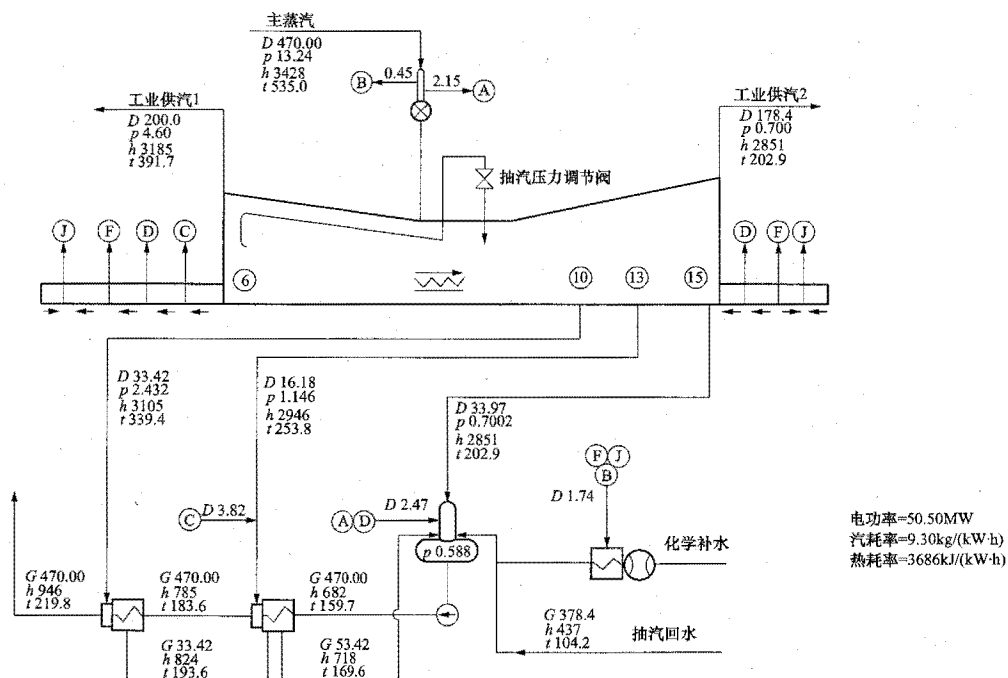 主蒸汽
D 470.00
p 13.24
h 3428
t 535.0
B
0.45
2.15
A
工业供汽1
D 200.0
p 4.60
h 3185
t 391.7
工业供汽2
D 178.4
p 0.700
h 2851
t 202.9
抽汽压力调节阀
J
F
D
C
D
F
J
6
10
13
15
D 33.42
p 2.432
h 3105
t 339.4
D 16.18
p 1.146
h 2946
t 253.8
D 33.97
p 0.7002
h 2851
t 202.9
F
J
B
D 1.74
C
D 3.82
A
D
D 2.47
p 0.588
化学补水
电功率=50.50MW
汽耗率=9.30kg/(kW·h)
热耗率=3686kJ/(kW·h)
G 470.00
h 946
t 219.8
G 470.00
h 785
t 183.6
G 470.00
h 682
t 159.7
G 378.4
h 437
t 104.2
抽汽回水
G 33.42
h 824
t 193.6
G 53.42
h 718
t 169.6